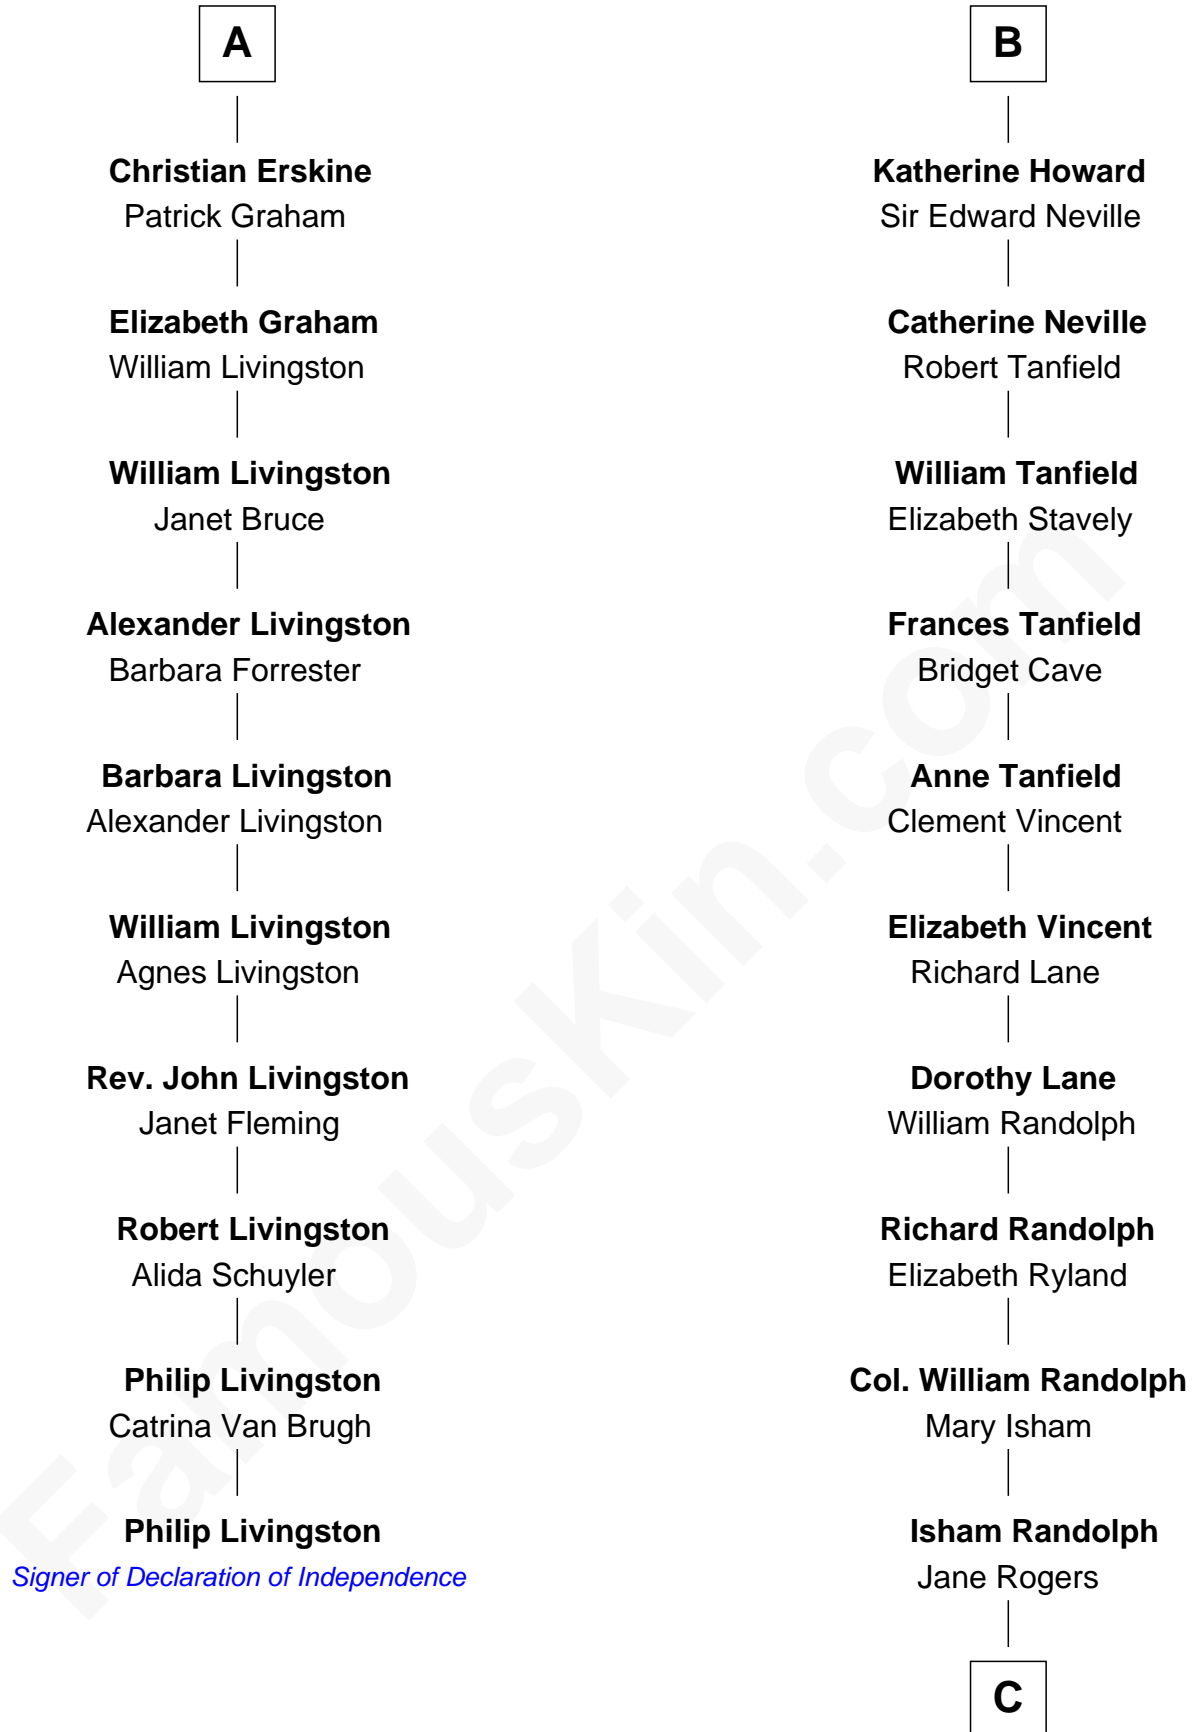 A
Christian Erskine
Patrick Graham
Elizabeth Graham
William Livingston
William Livingston
Janet Bruce
Alexander Livingston
Barbara Forrester
Barbara Livingston
Alexander Livingston
William Livingston
Agnes Livingston
Rev. John Livingston
Janet Fleming
Robert Livingston
Alida Schuyler
Philip Livingston
Catrina Van Brugh
Philip Livingston
Signer of Declaration of Independence
B
Katherine Howard
Sir Edward Neville
Catherine Neville
Robert Tanfield
William Tanfield
Elizabeth Stavely
Frances Tanfield
Bridget Cave
Anne Tanfield
Clement Vincent
Elizabeth Vincent
Richard Lane
Dorothy Lane
William Randolph
Richard Randolph
Elizabeth Ryland
Col. William Randolph
Mary Isham
Isham Randolph
Jane Rogers
C
FamousKin.com